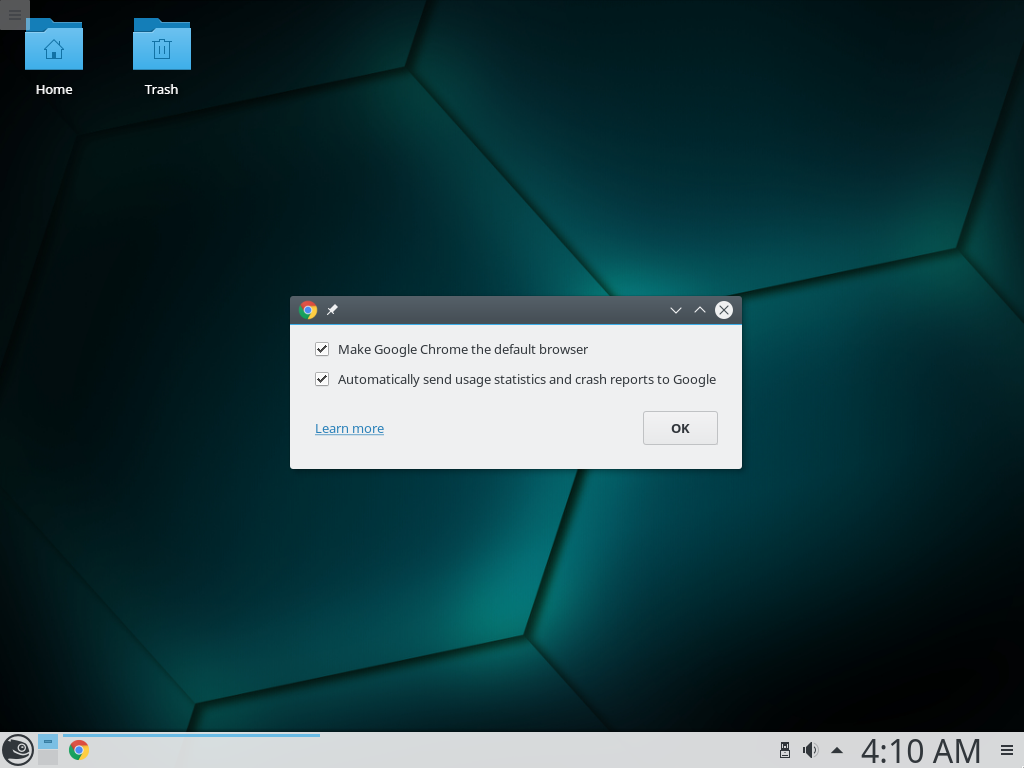 Home
Trash
Make Google Chrome the default browser
Automatically send usage statistics and crash reports to Google
Learn more
OK
4:10 AM